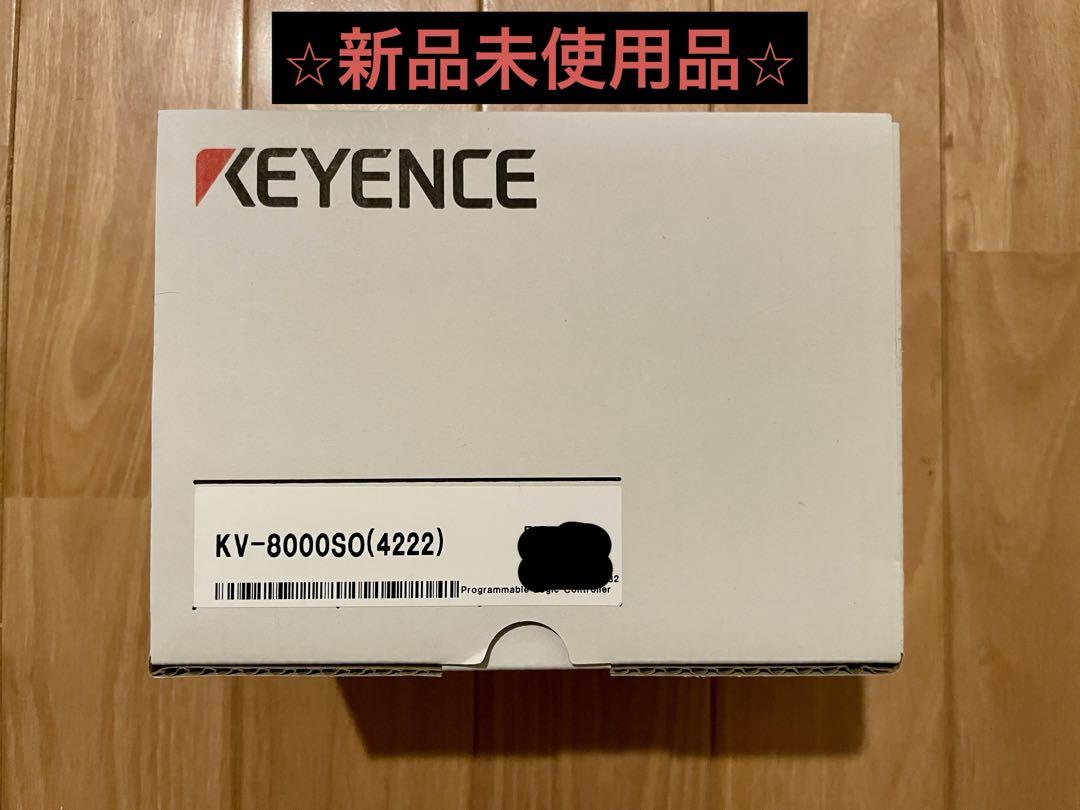 ☆新品未使用品☆
KEYENCE
KV-8000SO(4222)
Programmable Logic Controller